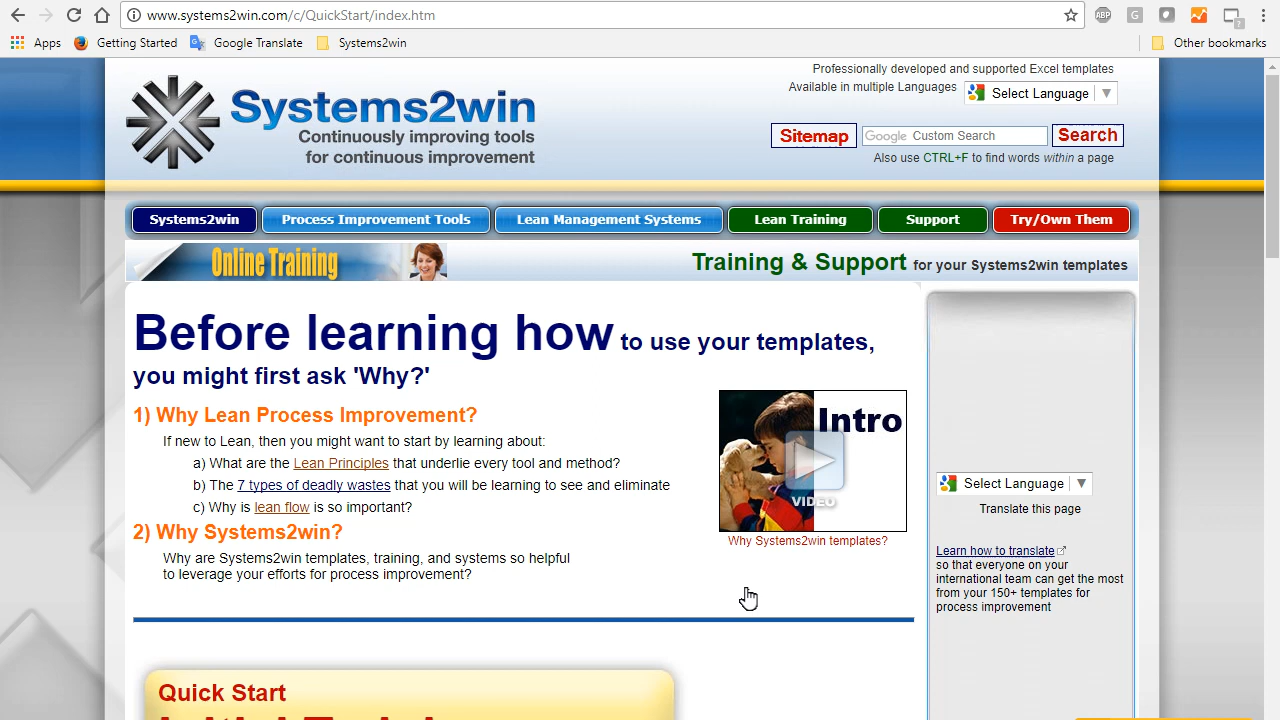 www.systems2win.com/c/QuickStart/index.htm
ABP
G
Apps
Getting Started
Google Translate
Systems2win
Other bookmarks
Professionally developed and supported Excel templates
Available in multiple Languages
Select Language
Systems2win
Continuously improving tools
for continuous improvement
Sitemap
Google Custom Search
Search
Also use CTRL+F to find words within a page
Systems2win
Process Improvement Tools
Lean Management Systems
Lean Training
Support
Try/Own Them
Online Training
Training & Support for your Systems2win templates
Before learning how to use your templates,
you might first ask 'Why?'
1) Why Lean Process Improvement?
If new to Lean, then you might want to start by learning about:
a) What are the Lean Principles that underlie every tool and method?
b) The 7 types of deadly wastes that you will be learning to see and eliminate
c) Why is lean flow is so important?
2) Why Systems2win?
Why are Systems2win templates, training, and systems so helpful
to leverage your efforts for process improvement?
Intro
VIDEO
Why Systems2win templates?
Select Language
Translate this page
Learn how to translate
so that everyone on your
international team can get the most
from your 150+ templates for
process improvement
Quick Start